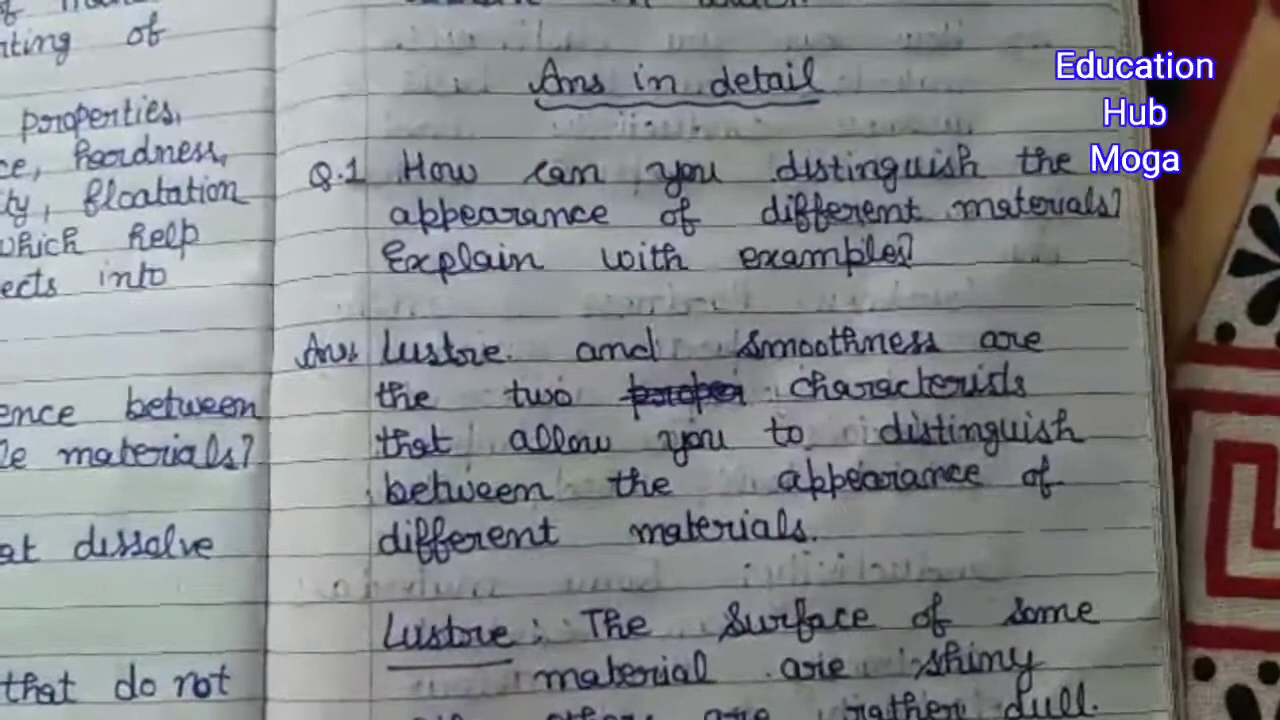 rting of
properties,
ce, hardness,
ty, floatation
which help
ects into
ence between
le materials?
at dissolve
that do not
Ans in detail
Q.1 How can you distinguish the
appearance of different materials?
Explain with examples?
Ans Lustre and smoothness are
the two characterists
that allow you to distinguish
between the appearance of
different materials.
Lustre: The surface of some
material are shiny
others are rather dull.
Education
Hub
Moga